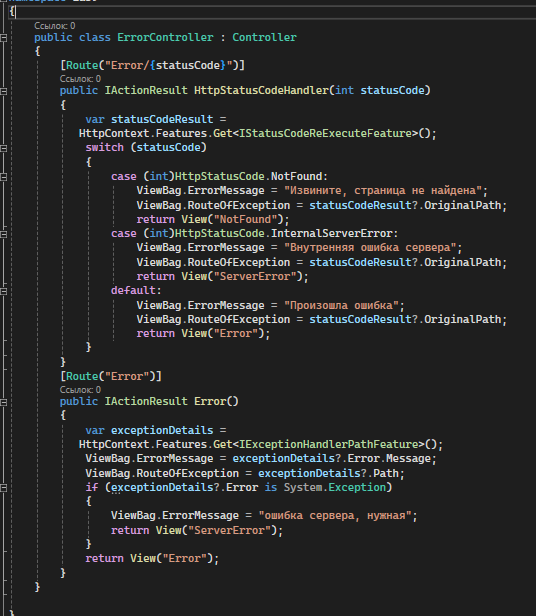 {
Ссылок: 0
public class ErrorController : Controller
{
[Route("Error/{statusCode}")]
Ссылок: 0
public IActionResult HttpStatusCodeHandler(int statusCode)
{
var statusCodeResult =
HttpContext.Features.Get<IStatusCodeReExecuteFeature>();
switch (statusCode)
{
case (int)HttpStatusCode.NotFound:
ViewBag.ErrorMessage = "Извините, страница не найдена";
ViewBag.RouteOfException = statusCodeResult?.OriginalPath;
return View("NotFound");
case (int)HttpStatusCode.InternalServerError:
ViewBag.ErrorMessage = "Внутренняя ошибка сервера";
ViewBag.RouteOfException = statusCodeResult?.OriginalPath;
return View("ServerError");
default:
ViewBag.ErrorMessage = "Произошла ошибка";
ViewBag.RouteOfException = statusCodeResult?.OriginalPath;
return View("Error");
}
}
[Route("Error")]
Ссылок: 0
public IActionResult Error()
{
var exceptionDetails =
HttpContext.Features.Get<IExceptionHandlerPathFeature>();
ViewBag.ErrorMessage = exceptionDetails?.Error.Message;
ViewBag.RouteOfException = exceptionDetails?.Path;
if (exceptionDetails?.Error is System.Exception)
{
ViewBag.ErrorMessage = "ошибка сервера, нужная";
return View("ServerError");
}
return View("Error");
}
}
}